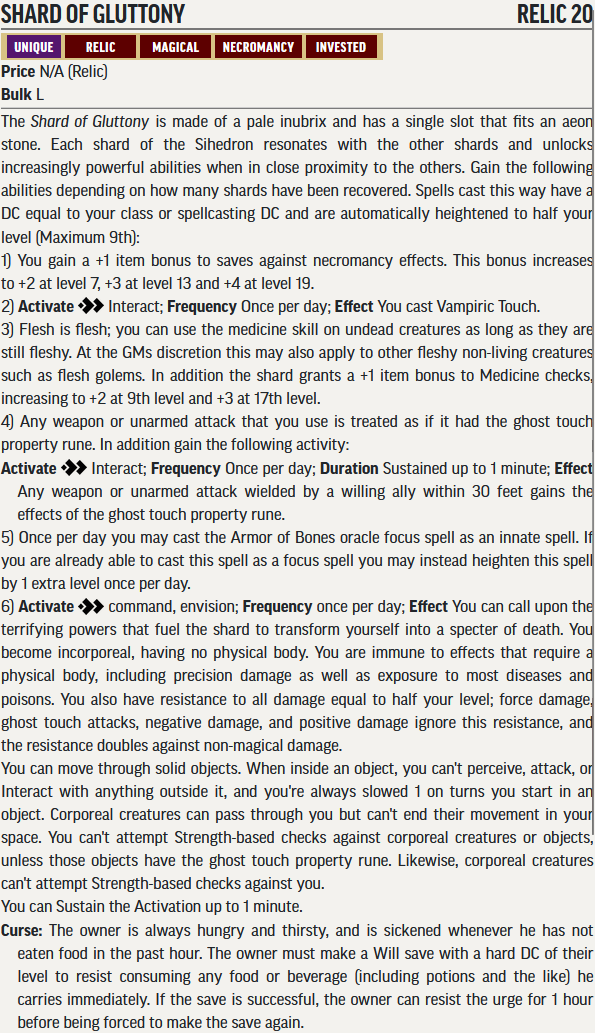 SHARD OF GLUTTONY RELIC 20
UNIQUE RELIC MAGICAL NECROMANCY INVESTED
Price N/A (Relic)
Bulk L
The Shard of Gluttony is made of a pale inubrix and has a single slot that fits an aeon
stone. Each shard of the Sihedron resonates with the other shards and unlocks
increasingly powerful abilities when in close proximity to the others. Gain the following
abilities depending on how many shards have been recovered. Spells cast this way have a
DC equal to your class or spellcasting DC and are automatically heightened to half your
level (Maximum 9th):
1) You gain a +1 item bonus to saves against necromancy effects. This bonus increases
to +2 at level 7, +3 at level 13 and +4 at level 19.
2) Activate Interact; Frequency Once per day; Effect You cast Vampiric Touch.
3) Flesh is flesh; you can use the medicine skill on undead creatures as long as they are
still fleshy. At the GMs discretion this may also apply to other fleshy non-living creatures
such as flesh golems. In addition the shard grants a +1 item bonus to Medicine checks,
increasing to +2 at 9th level and +3 at 17th level.
4) Any weapon or unarmed attack that you use is treated as if it had the ghost touch
property rune. In addition gain the following activity:
Activate Interact; Frequency Once per day; Duration Sustained up to 1 minute; Effect
Any weapon or unarmed attack wielded by a willing ally within 30 feet gains the
effects of the ghost touch property rune.
5) Once per day you may cast the Armor of Bones oracle focus spell as an innate spell. If
you are already able to cast this spell as a focus spell you may instead heighten this spell
by 1 extra level once per day.
6) Activate command, envision; Frequency once per day; Effect You can call upon the
terrifying powers that fuel the shard to transform yourself into a specter of death. You
become incorporeal, having no physical body. You are immune to effects that require a
physical body, including precision damage as well as exposure to most diseases and
poisons. You also have resistance to all damage equal to half your level; force damage,
ghost touch attacks, negative damage, and positive damage ignore this resistance, and
the resistance doubles against non-magical damage.
You can move through solid objects. When inside an object, you can't perceive, attack, or
Interact with anything outside it, and you're always slowed 1 on turns you start in an
object. Corporeal creatures can pass through you but can't end their movement in your
space. You can't attempt Strength-based checks against corporeal creatures or objects,
unless those objects have the ghost touch property rune. Likewise, corporeal creatures
can't attempt Strength-based checks against you.
You can Sustain the Activation up to 1 minute.
Curse: The owner is always hungry and thirsty, and is sickened whenever he has not
eaten food in the past hour. The owner must make a Will save with a hard DC of their
level to resist consuming any food or beverage (including potions and the like) he
carries immediately. If the save is successful, the owner can resist the urge for 1 hour
before being forced to make the save again.